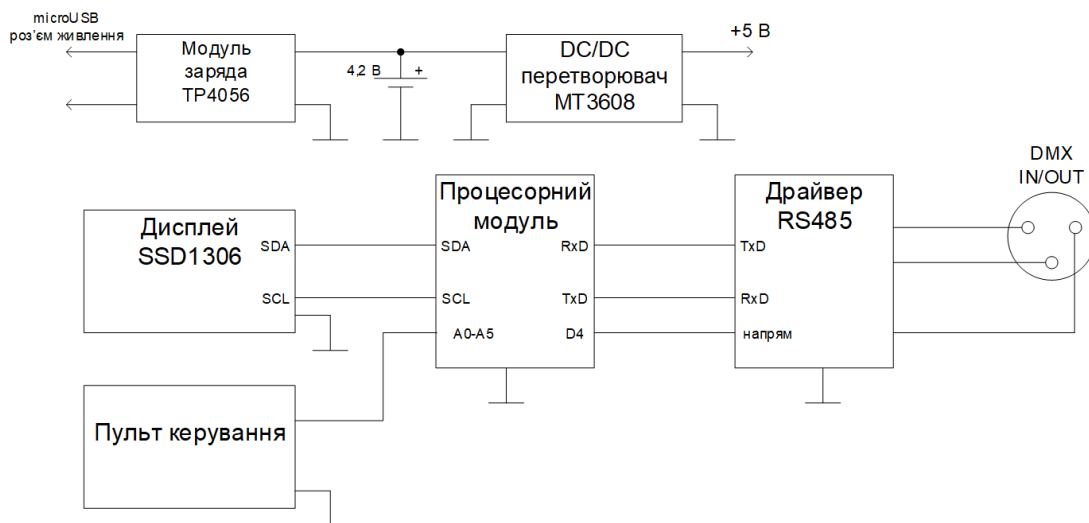 microUSB
роз'єм живлення
Модуль
заряда
TP4056
4,2 В
+
DC/DC
перетворювач
MT3608
+5 В
Дисплей
SSD1306
SDA
SCL
Процесорний
модуль
SDA
RxD
SCL
TxD
A0-A5
D4
Драйвер
RS485
TxD
RxD
напрям
DMX
IN/OUT
Пульт керування